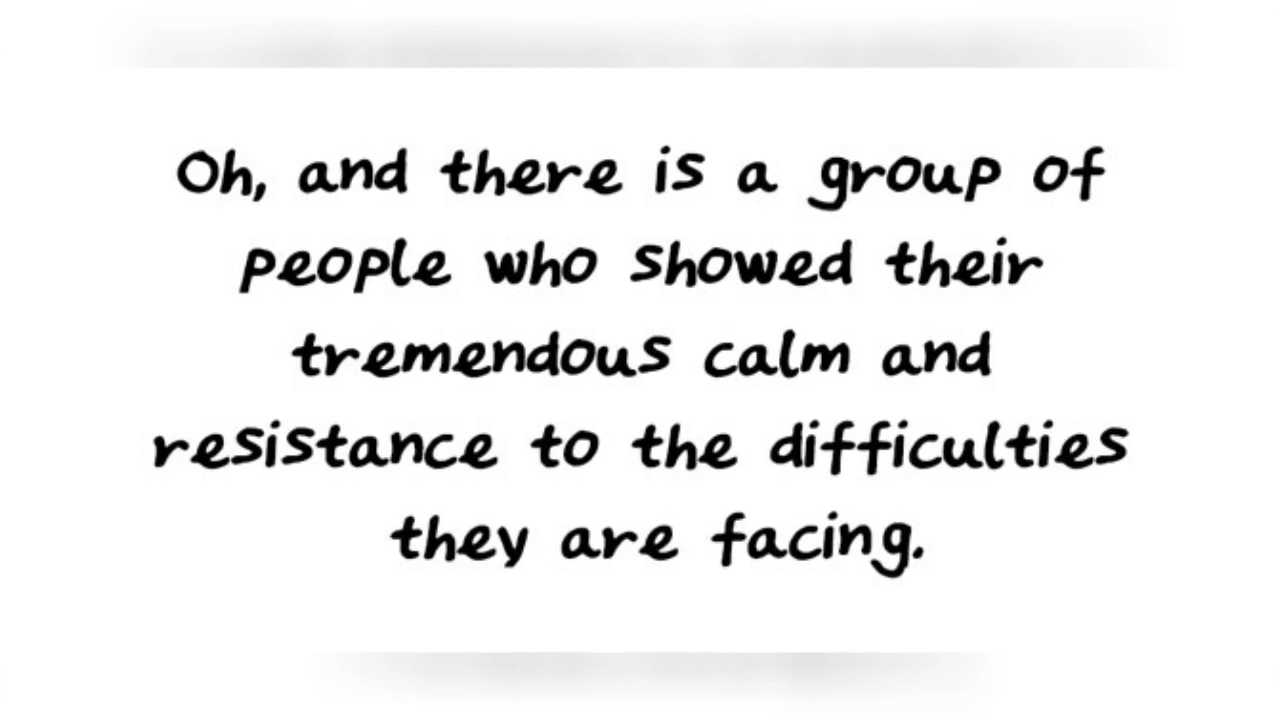 Oh, and there is a group of
people who showed their
tremendous calm and
resistance to the difficulties
they are facing.